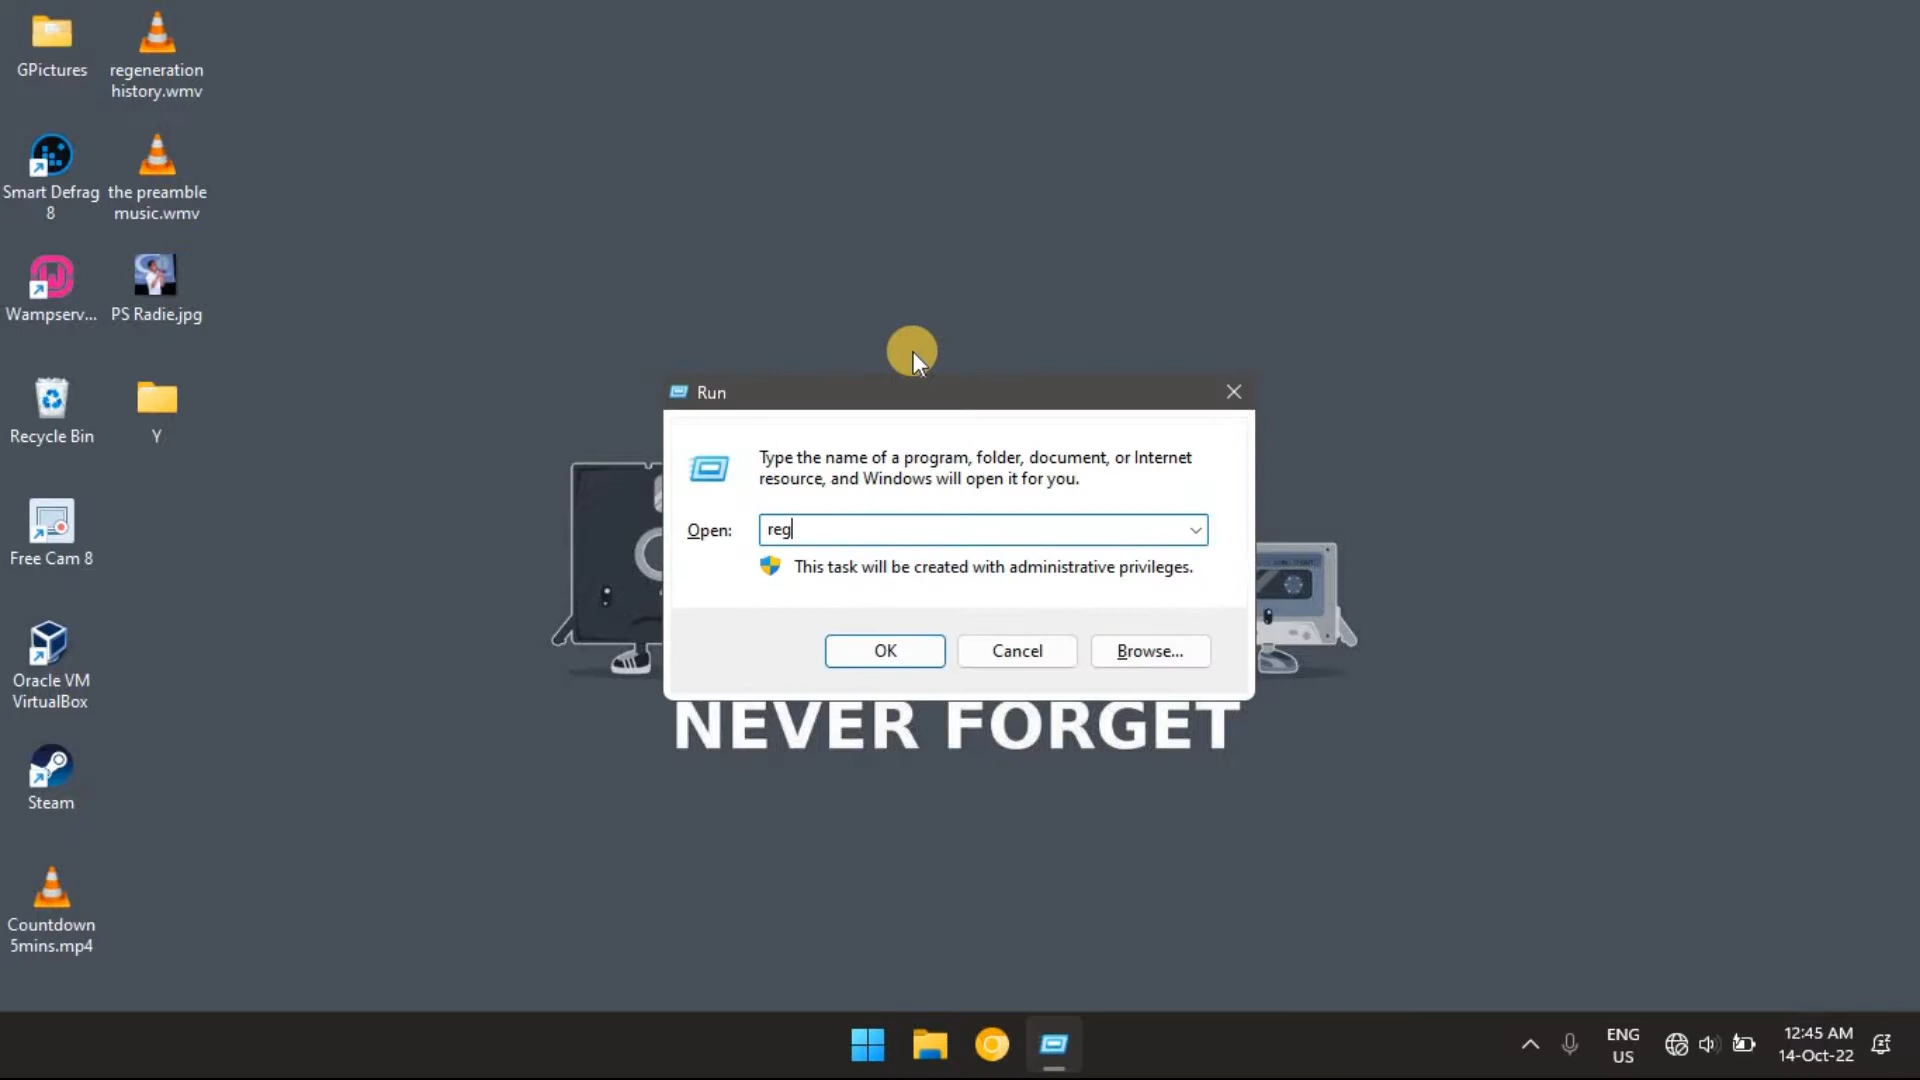 GPictures
regeneration
history.wmv
Smart Defrag
8
the preamble
music.wmv
Wampserv...
PS Radie.jpg
Recycle Bin
Y
Free Cam 8
Oracle VM
VirtualBox
Steam
Countdown
5mins.mp4
Run
Type the name of a program, folder, document, or Internet
resource, and Windows will open it for you.
Open:
reg
This task will be created with administrative privileges.
OK
Cancel
Browse...
NEVER FORGET
ENG
US
12:45 AM
14-Oct-22